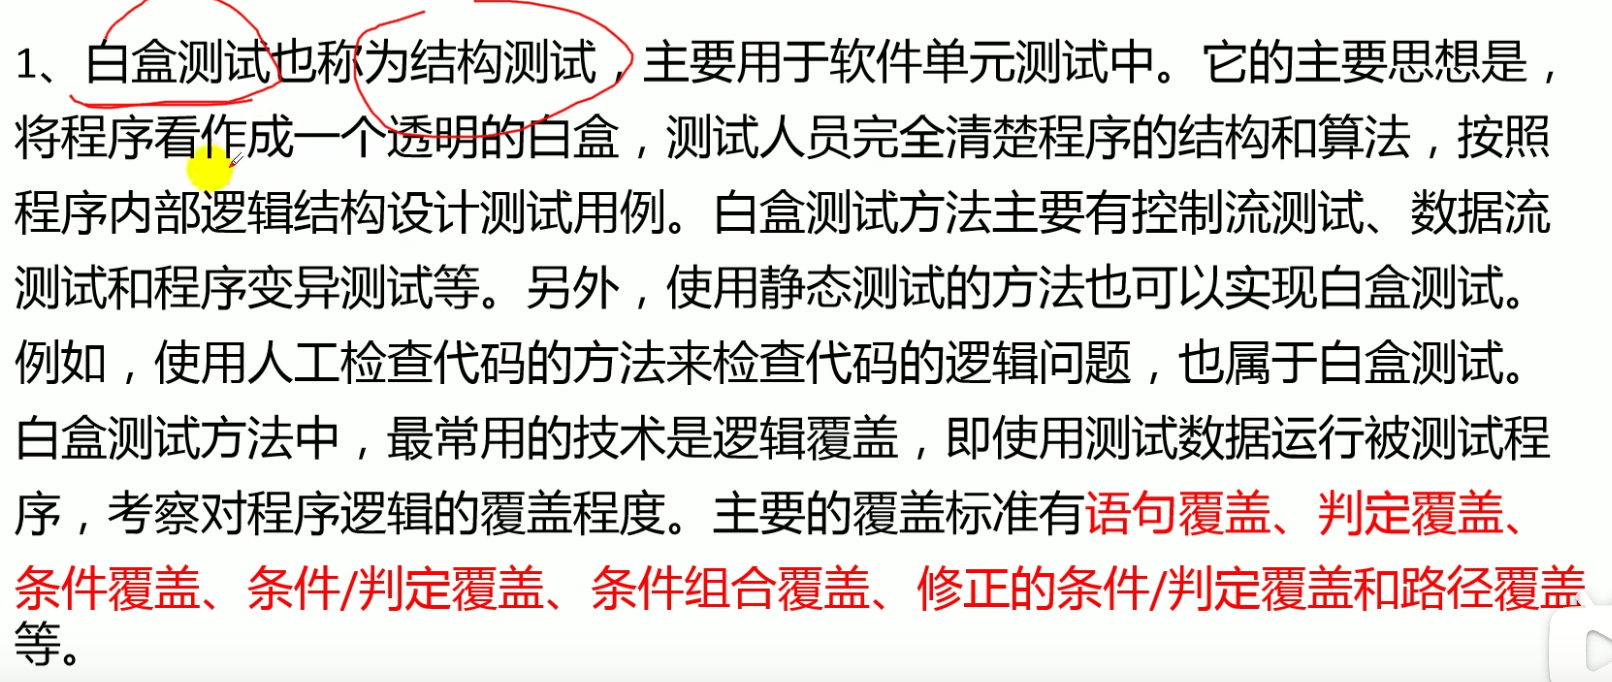 1、白盒测试也称为结构测试，主要用于软件单元测试中。它的主要思想是，
将程序看作成一个透明的白盒，测试人员完全清楚程序的结构和算法，按照
程序内部逻辑结构设计测试用例。白盒测试方法主要有控制流测试、数据流
测试和程序变异测试等。另外，使用静态测试的方法也可以实现白盒测试。
例如，使用人工检查代码的方法来检查代码的逻辑问题，也属于白盒测试。
白盒测试方法中，最常用的技术是逻辑覆盖，即使用测试数据运行被测试程
序，考察对程序逻辑的覆盖程度。主要的覆盖标准有语句覆盖、判定覆盖、
条件覆盖、条件/判定覆盖、条件组合覆盖、修正的条件/判定覆盖和路径覆盖
等。